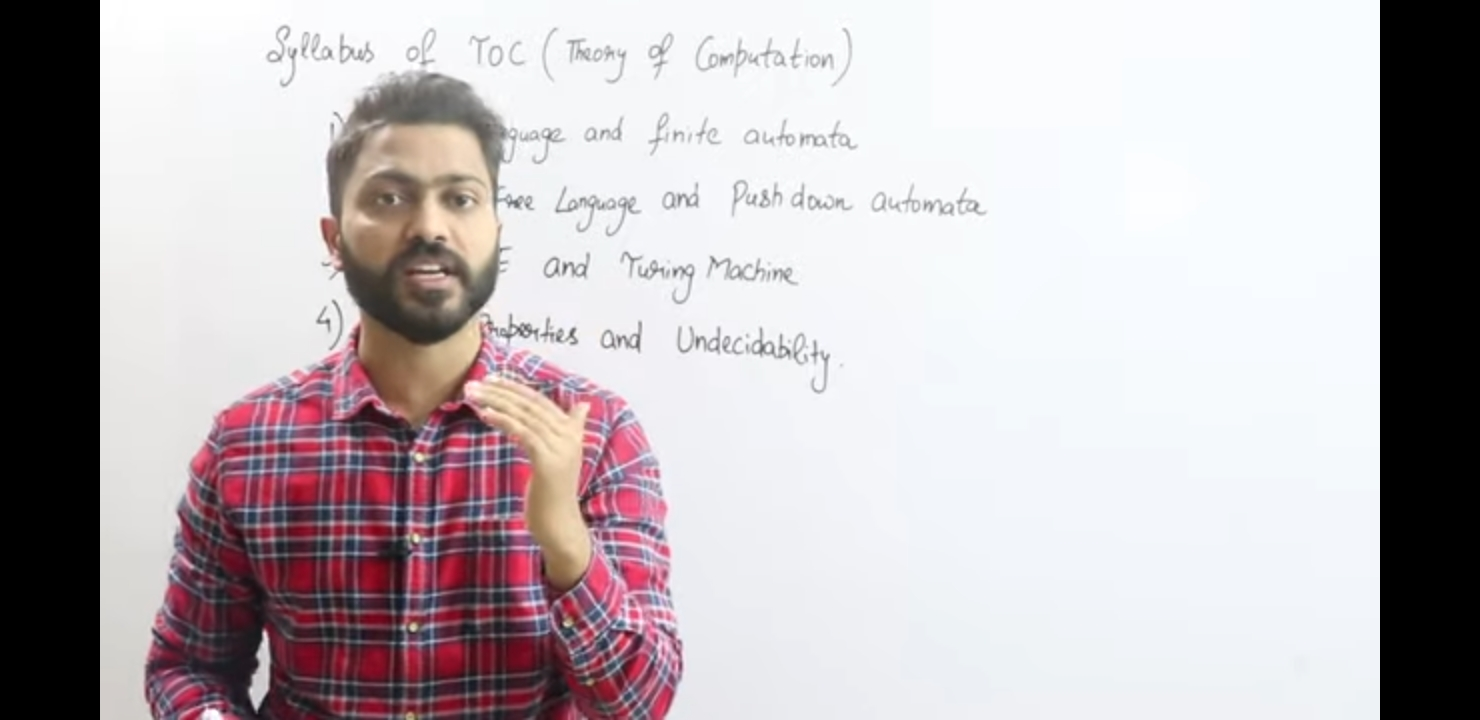 Syllabus of TOC (Theory of Computation)
1) and finite automata
Free Language and Push down automata
and Turing Machine
4) Properties and Undecidability.